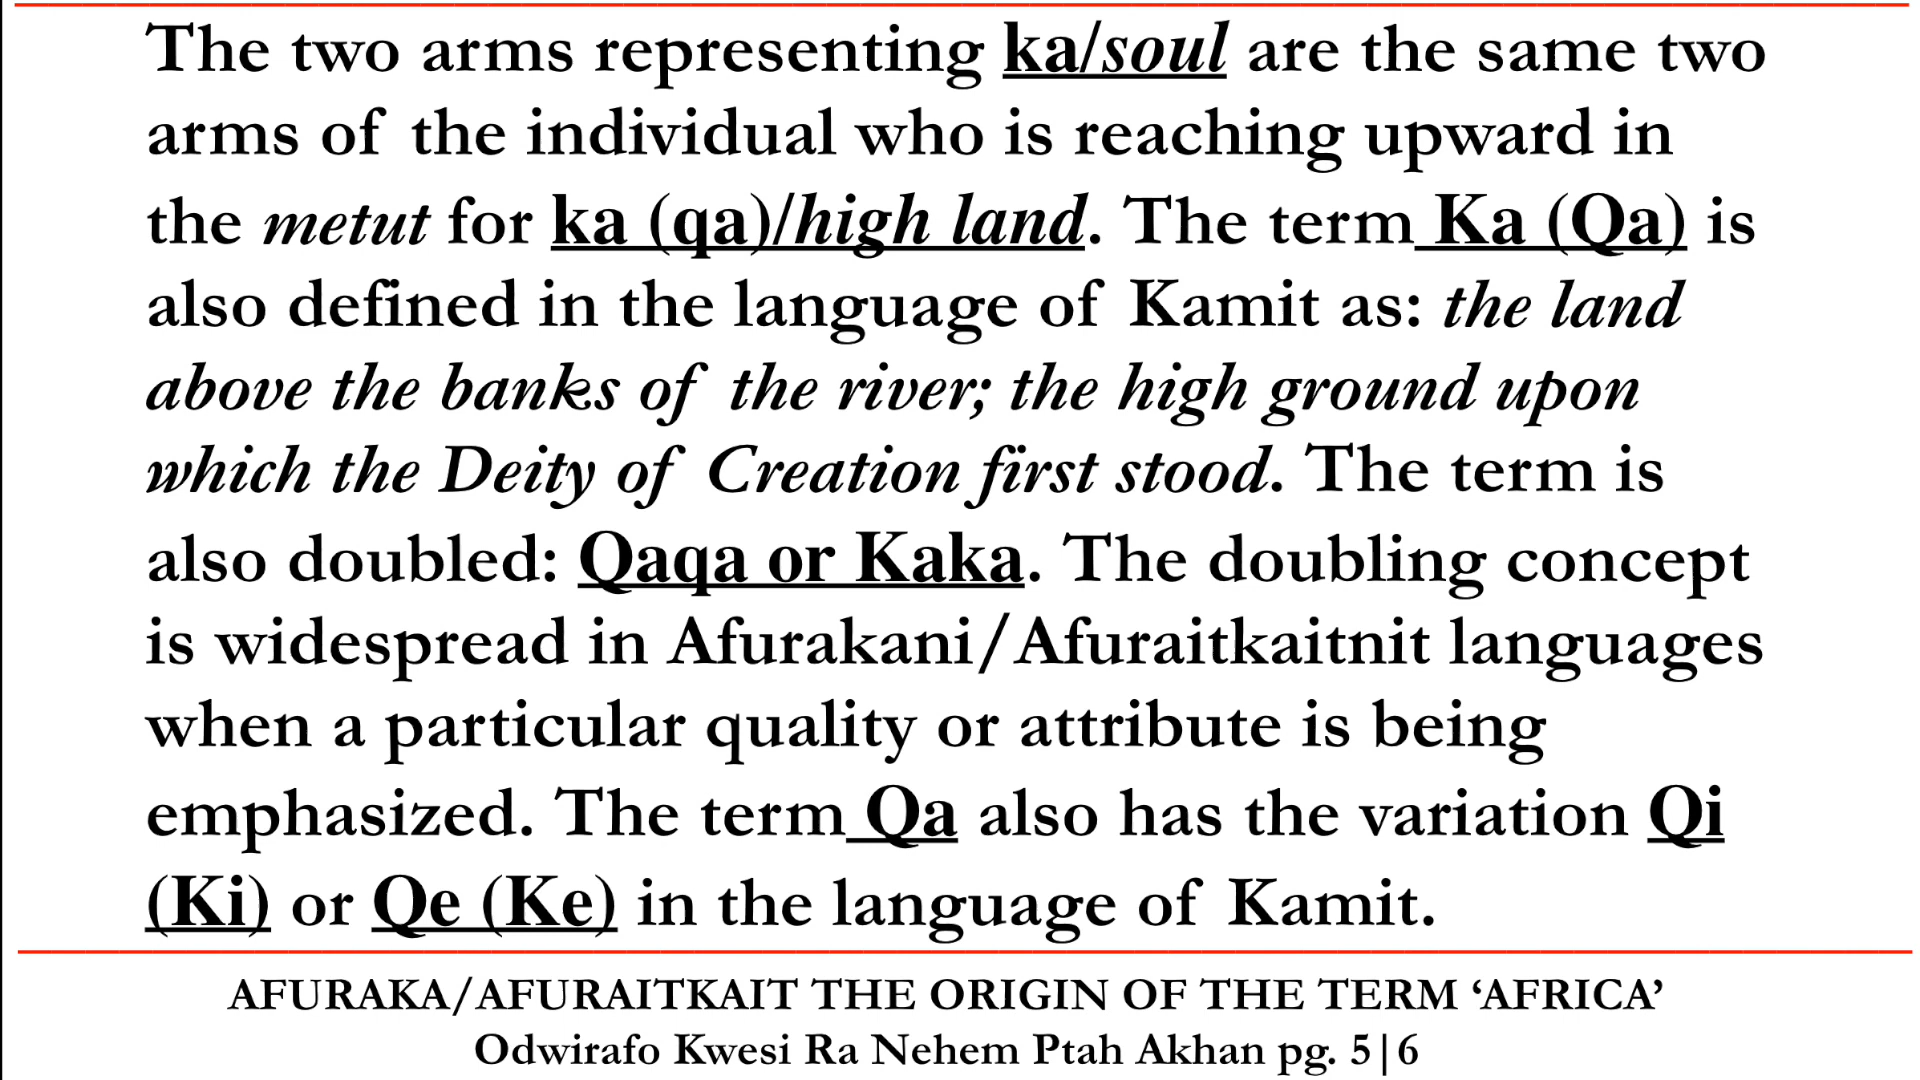 The two arms representing ka/soul are the same two
arms of the individual who is reaching upward in
the metut for ka (qa)/high land. The term Ka (Qa) is
also defined in the language of Kamit as: the land
above the banks of the river; the high ground upon
which the Deity of Creation first stood. The term is
also doubled: Qaqa or Kaka. The doubling concept
is widespread in Afurakani/Afuraitkaitnit languages
when a particular quality or attribute is being
emphasized. The term Qa also has the variation Qi
(Ki) or Qe (Ke) in the language of Kamit.
AFURAKA/AFURAITKAIT THE ORIGIN OF THE TERM ‘AFRICA’
Odwirafo Kwesi Ra Nehem Ptah Akhan pg. 5|6